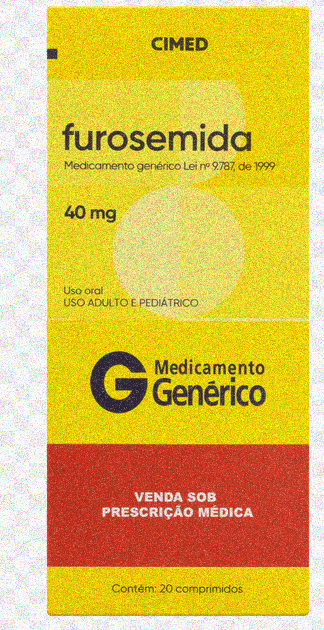 CIMED
furosemida
Medicamento genérico Lei nº 9.787, de 1999
40 mg
Uso oral
USO ADULTO E PEDIÁTRICO
G Medicamento
Genérico
VENDA SOB
PRESCRIÇÃO MÉDICA
Contém: 20 comprimidos